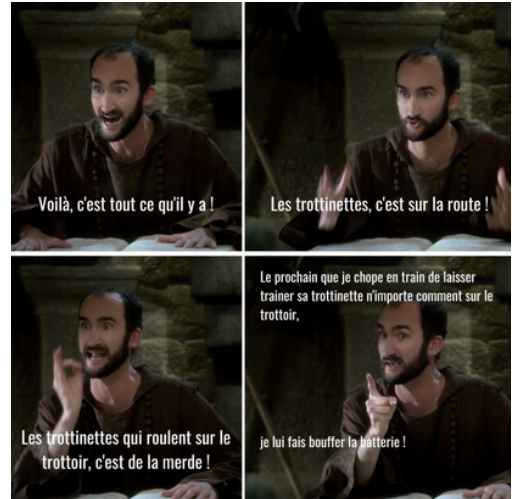 Voilà, c'est tout ce qu'il y a !
Les trottinettes, c'est sur la route !
Les trottinettes qui roulent sur le
trottoir, c'est de la merde !
Le prochain que je chope en train de laisser
trainer sa trottinette n'importe comment sur le
trottoir,
je lui fais bouffer la batterie !